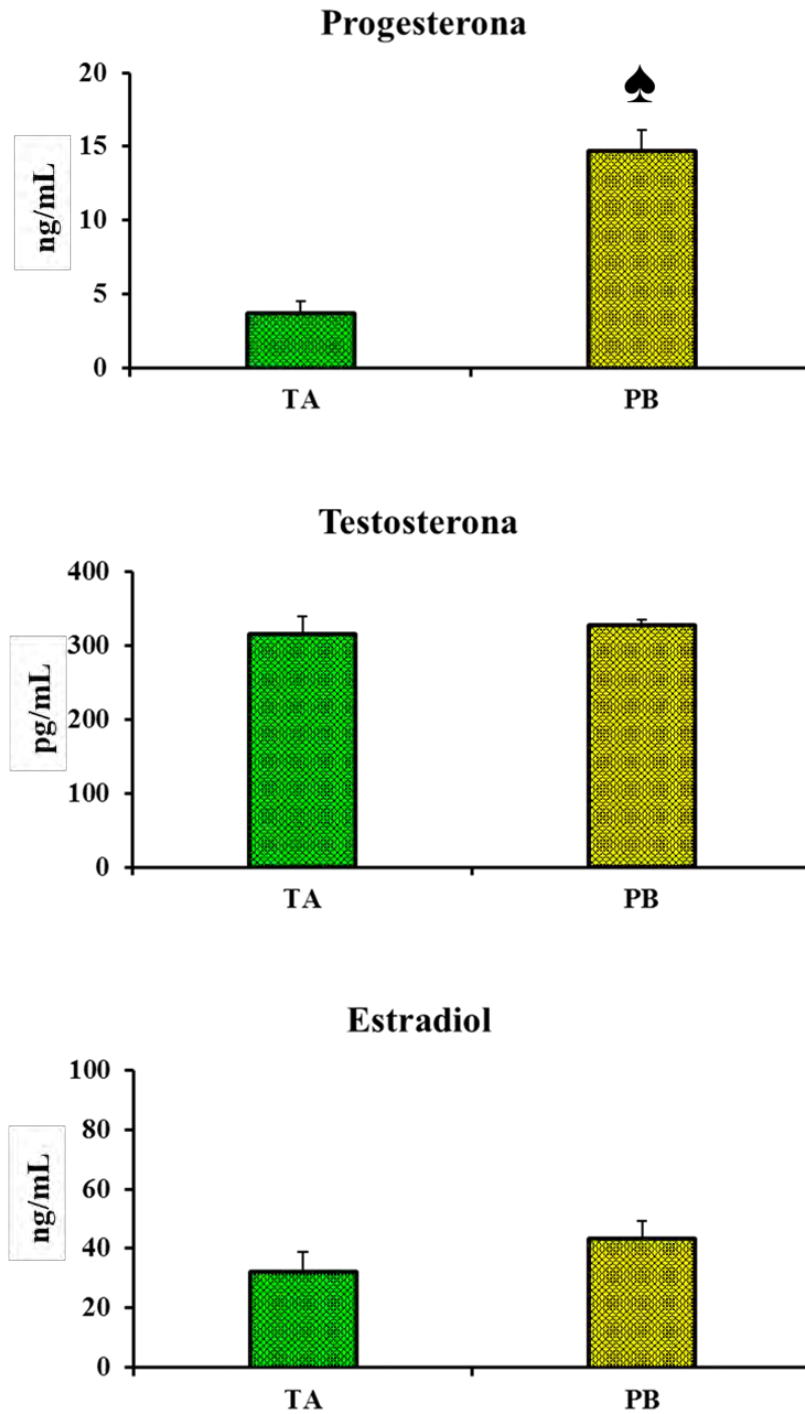 Progesterona
20
♠
15
ng/mL
10
5
0
TA PB
Testosterona
400
300
pg/mL
200
100
0
TA PB
Estradiol
100
80
ng/mL
60
40
20
0
TA PB